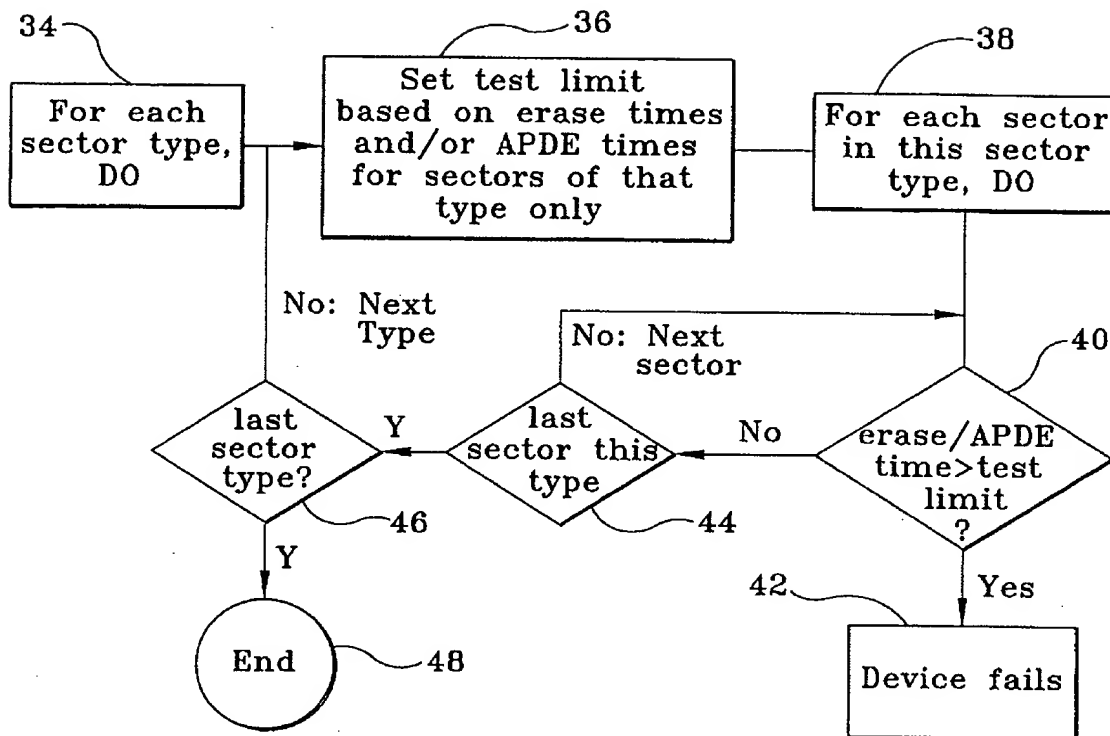 34
36
38
For each
sector type,
DO
Set test limit
based on erase times
and/or APDE times
for sectors of that
type only
For each sector
in this sector
type, DO
No: Next
Type
No: Next
sector
40
last
sector
type?
Y
last
sector this
type
No
erase/APDE
time>test
limit
?
46
44
Y
Yes
42
End
48
Device fails